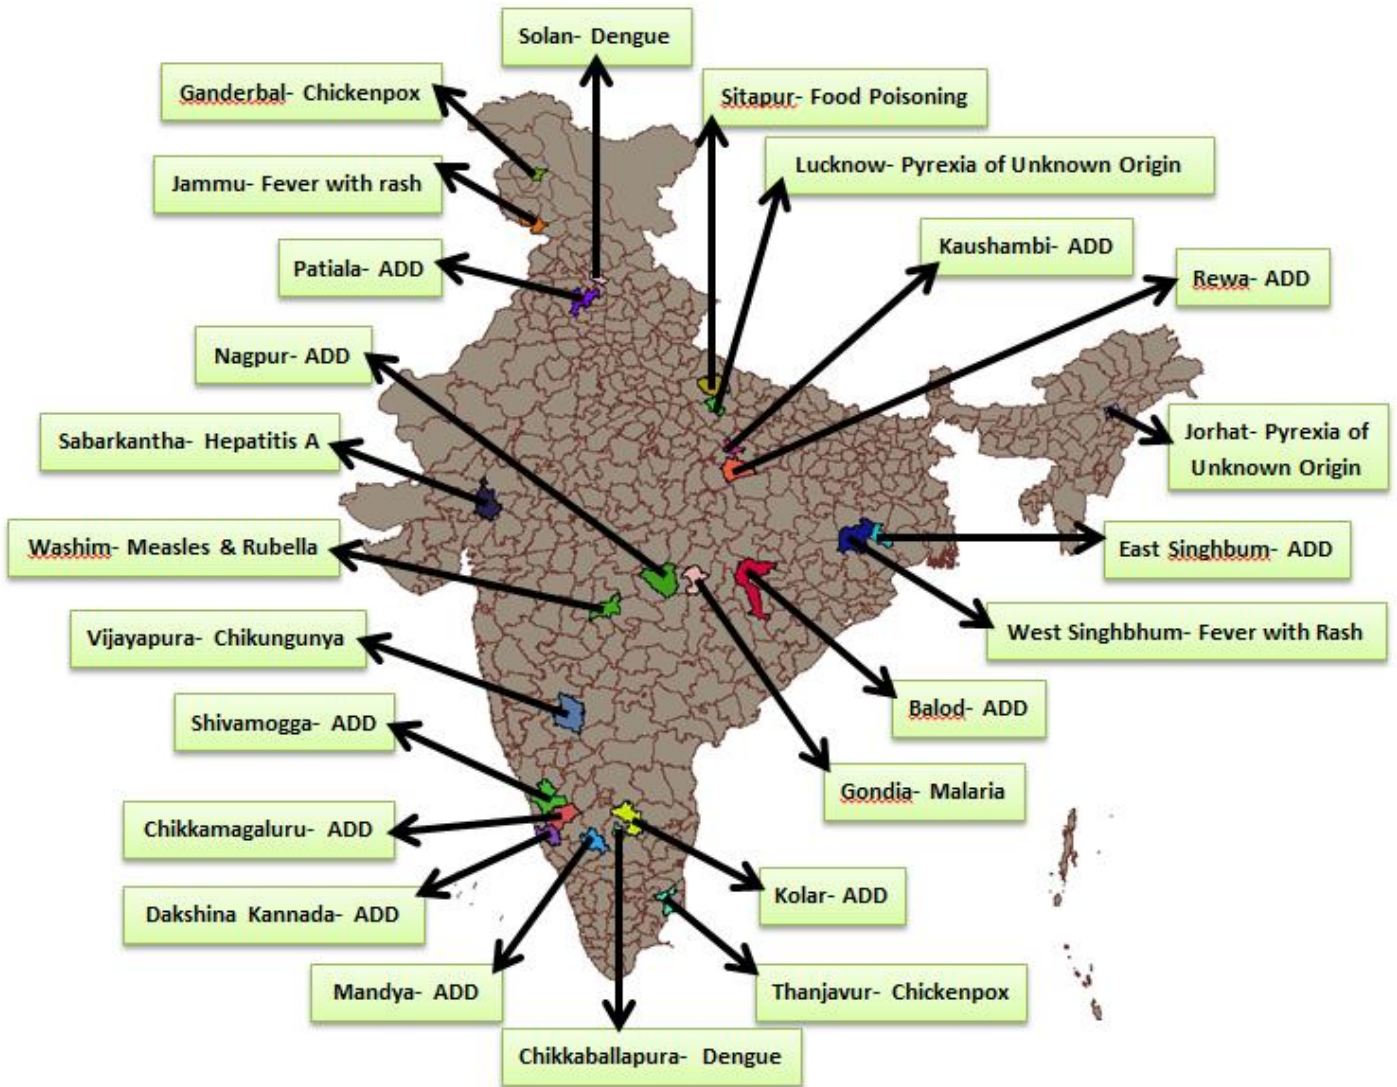 Solan- Dengue
Ganderbal- Chickenpox
Sitapur- Food Poisoning
Lucknow- Pyrexia of Unknown Origin
Jammu- Fever with rash
Kaushambi- ADD
Patiala- ADD
Rewa- ADD
Nagpur- ADD
Sabarkantha- Hepatitis A
Jorhat- Pyrexia of
Unknown Origin
Washim- Measles & Rubella
East Singhbum- ADD
Vijayapura- Chikungunya
West Singhbhum- Fever with Rash
Shivamogga- ADD
Balod- ADD
Gondia- Malaria
Chikkamagaluru- ADD
Kolar- ADD
Dakshina Kannada- ADD
Mandya- ADD
Thanjavur- Chickenpox
Chikkaballapura- Dengue